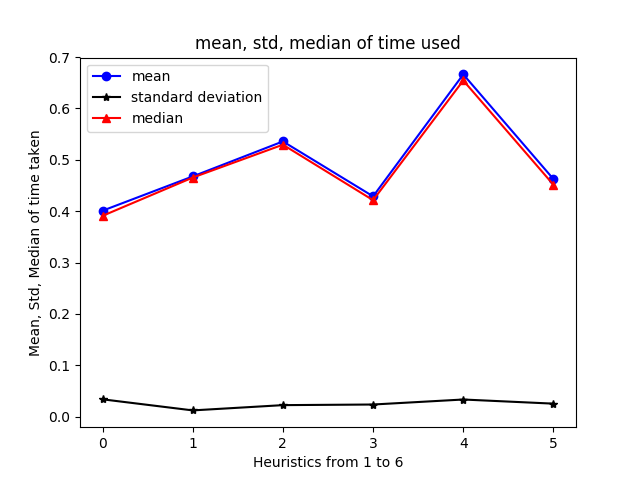 mean, std, median of time used
mean
standard deviation
median
Mean, Std, Median of time taken
0.7
0.6
0.5
0.4
0.3
0.2
0.1
0.0
0 1 2 3 4 5
Heuristics from 1 to 6